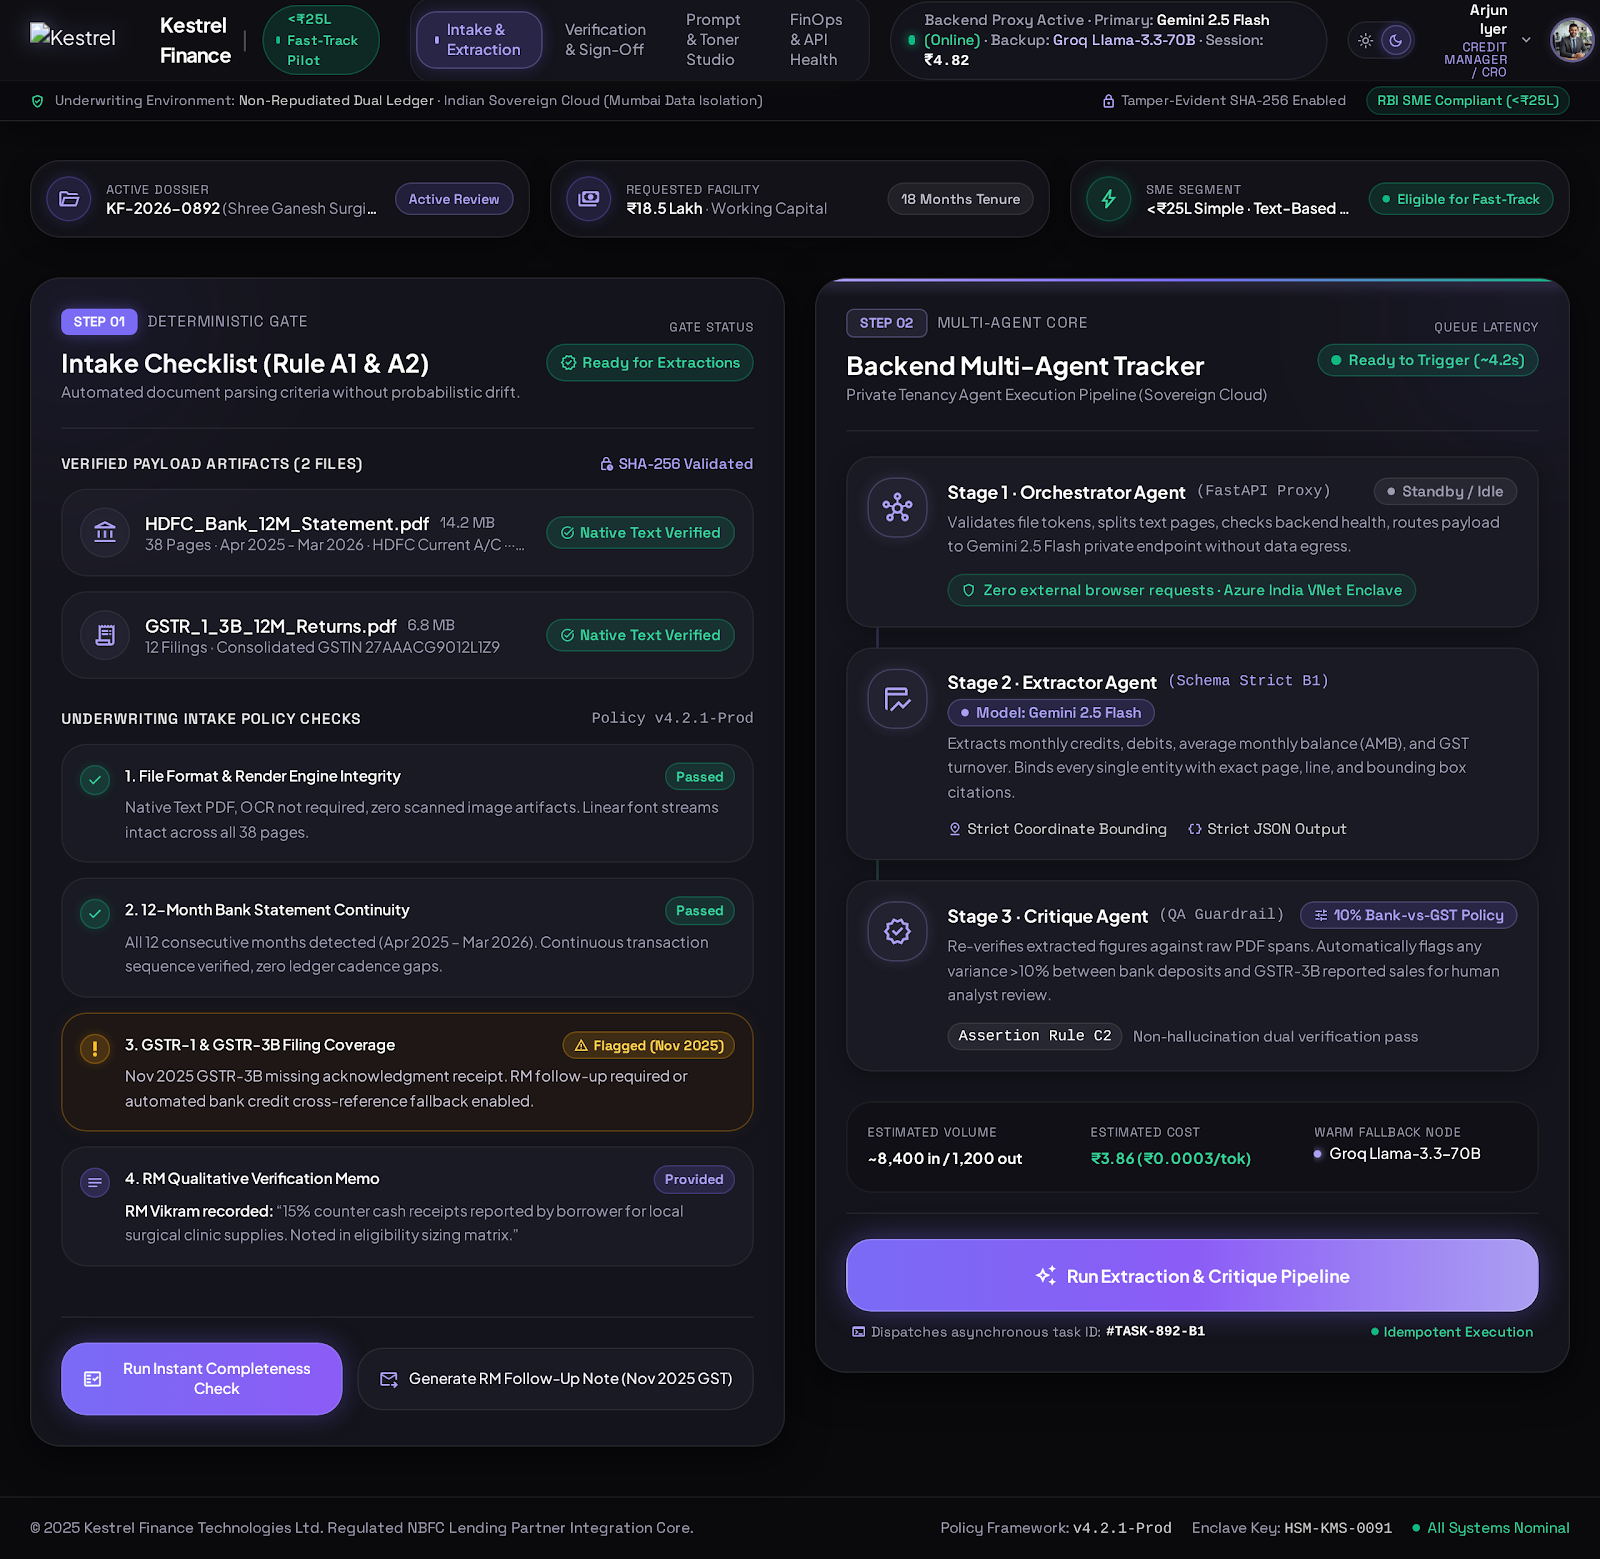 Kestrel
Kestrel
Finance
<₹25L
Fast-Track
Pilot
Intake &
Extraction
Verification
& Sign-Off
Prompt
& Toner
Studio
FinOps
& API
Health
Backend Proxy Active · Primary: Gemini 2.5 Flash
(Online) · Backup: Groq Llama-3.3-70B · Session:
₹4.82
Arjun
Iyer
CREDIT
MANAGER
/ CRO
Underwriting Environment: Non-Repudiated Dual Ledger · Indian Sovereign Cloud (Mumbai Data Isolation)
Tamper-Evident SHA-256 Enabled
RBI SME Compliant (<₹25L)
ACTIVE DOSSIER
KF-2026-0892 (Shree Ganesh Surgi...
Active Review
REQUESTED FACILITY
₹18.5 Lakh · Working Capital
18 Months Tenure
SME SEGMENT
<₹25L Simple · Text-Based ...
Eligible for Fast-Track
STEP 01 DETERMINISTIC GATE
GATE STATUS
Intake Checklist (Rule A1 & A2)
Ready for Extractions
Automated document parsing criteria without probabilistic drift.
VERIFIED PAYLOAD ARTIFACTS (2 FILES)
SHA-256 Validated
HDFC_Bank_12M_Statement.pdf 14.2 MB
38 Pages · Apr 2025 - Mar 2026 · HDFC Current A/C ··...
Native Text Verified
GSTR_1_3B_12M_Returns.pdf 6.8 MB
12 Filings · Consolidated GSTIN 27AAACG9012L1Z9
Native Text Verified
UNDERWRITING INTAKE POLICY CHECKS
Policy v4.2.1-Prod
1. File Format & Render Engine Integrity
Passed
Native Text PDF, OCR not required, zero scanned image artifacts. Linear font streams
intact across all 38 pages.
2. 12-Month Bank Statement Continuity
Passed
All 12 consecutive months detected (Apr 2025 – Mar 2026). Continuous transaction
sequence verified, zero ledger cadence gaps.
3. GSTR-1 & GSTR-3B Filing Coverage
Flagged (Nov 2025)
Nov 2025 GSTR-3B missing acknowledgment receipt. RM follow-up required or
automated bank credit cross-reference fallback enabled.
4. RM Qualitative Verification Memo
Provided
RM Vikram recorded: "15% counter cash receipts reported by borrower for local
surgical clinic supplies. Noted in eligibility sizing matrix."
Run Instant Completeness
Check
Generate RM Follow-Up Note (Nov 2025 GST)
STEP 02 MULTI-AGENT CORE
QUEUE LATENCY
Backend Multi-Agent Tracker
Ready to Trigger (~4.2s)
Private Tenancy Agent Execution Pipeline (Sovereign Cloud)
Stage 1 · Orchestrator Agent (FastAPI Proxy)
Standby / Idle
Validates file tokens, splits text pages, checks backend health, routes payload
to Gemini 2.5 Flash private endpoint without data egress.
Zero external browser requests · Azure India VNet Enclave
Stage 2 · Extractor Agent (Schema Strict B1)
Model: Gemini 2.5 Flash
Extracts monthly credits, debits, average monthly balance (AMB), and GST
turnover. Binds every single entity with exact page, line, and bounding box
citations.
Strict Coordinate Bounding
Strict JSON Output
Stage 3 · Critique Agent (QA Guardrail)
10% Bank-vs-GST Policy
Re-verifies extracted figures against raw PDF spans. Automatically flags any
variance >10% between bank deposits and GSTR-3B reported sales for human
analyst review.
Assertion Rule C2 Non-hallucination dual verification pass
ESTIMATED VOLUME
~8,400 in / 1,200 out
ESTIMATED COST
₹3.86 (₹0.0003/tok)
WARM FALLBACK NODE
Groq Llama-3.3-70B
Run Extraction & Critique Pipeline
Dispatches asynchronous task ID: #TASK-892-B1
Idempotent Execution
© 2025 Kestrel Finance Technologies Ltd. Regulated NBFC Lending Partner Integration Core.
Policy Framework: v4.2.1-Prod
Enclave Key: HSM-KMS-0091
All Systems Nominal